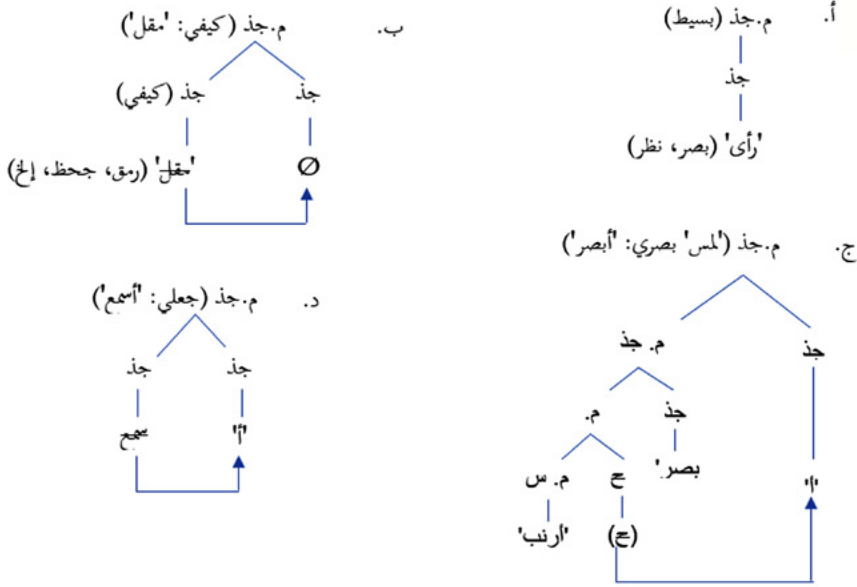 أ. م.جذ (بسيط)
جذ
'رأى' (بصر، نظر)
ب. م.جذ (كيفي: 'مقل')
جذ جذ (كيفي)
Ø 'مقل' (رمق، جحظ، إلخ)
ج. م.جذ ('لمس' بصري: 'أبصر')
جذ م. جذ
جذ م.
بصر' ح م. س
'أ' (ح) 'أرنب'
د. م.جذ (جعلي: 'أسمع')
جذ جذ
'أ' سمع